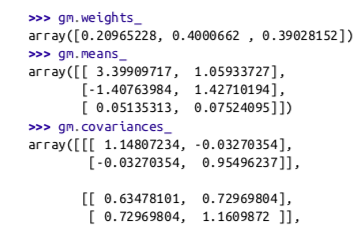 >>> gm.weights_
array([0.20965228, 0.4000662 , 0.39028152])
>>> gm.means_
array([[ 3.39909717, 1.05933727],
[-1.40763984, 1.42710194],
[ 0.05135313, 0.07524095]])
>>> gm.covariances_
array([[[ 1.14807234, -0.03270354],
[-0.03270354, 0.95496237]],
[[ 0.63478101, 0.72969804],
[ 0.72969804, 1.1609872 ]],